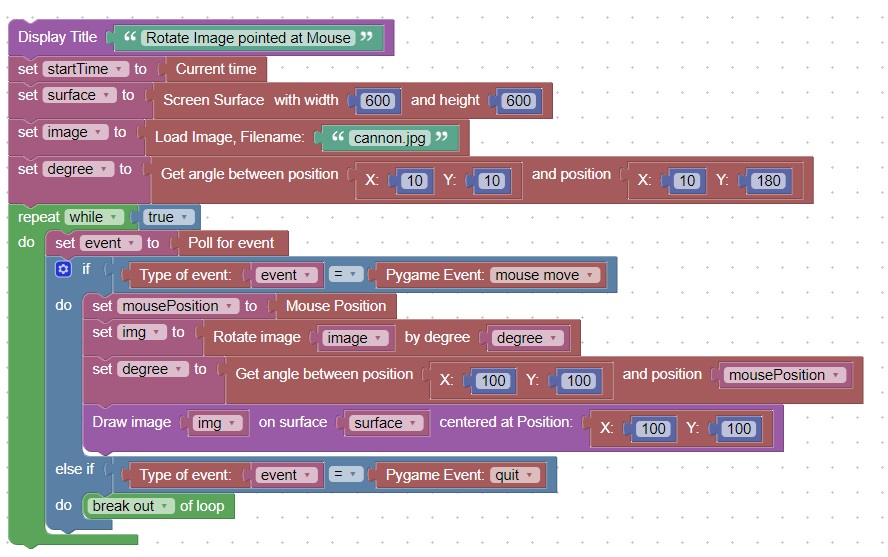 Display Title “ Rotate Image pointed at Mouse ”
set startTime to Current time
set surface to Screen Surface with width 600 and height 600
set image to Load Image, Filename: “ cannon.jpg ”
set degree to Get angle between position X: 10 Y: 10 and position X: 10 Y: 180
repeat while true
do set event to Poll for event
if Type of event: event = Pygame Event: mouse move
do set mousePosition to Mouse Position
set img to Rotate image image by degree degree
set degree to Get angle between position X: 100 Y: 100 and position mousePosition
Draw image img on surface surface centered at Position: X: 100 Y: 100
else if Type of event: event = Pygame Event: quit
do break out of loop